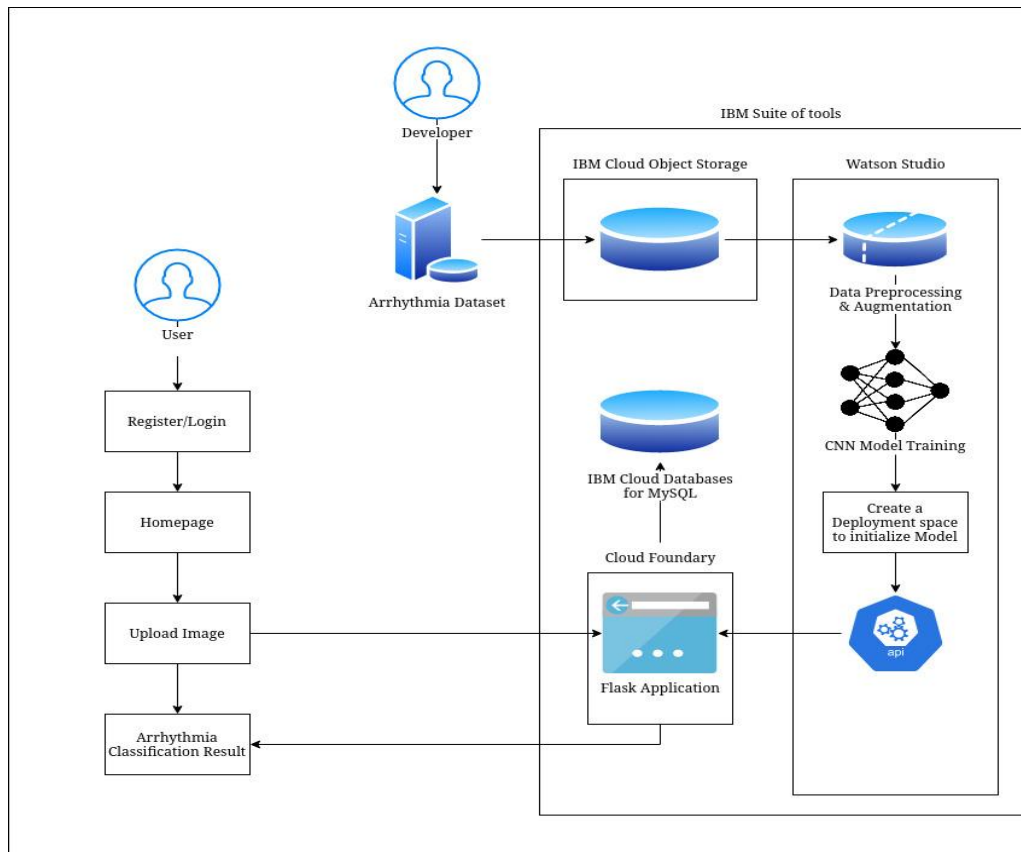 Developer
IBM Suite of tools
IBM Cloud Object Storage
Watson Studio
Arrhythmia Dataset
Data Preprocessing
& Augmentation
User
Register/Login
CNN Model Training
IBM Cloud Databases
for MySQL
Homepage
Create a
Deployment space
to initialize Model
Cloud Foundary
Upload Image
api
Flask Application
Arrhythmia
Classification Result